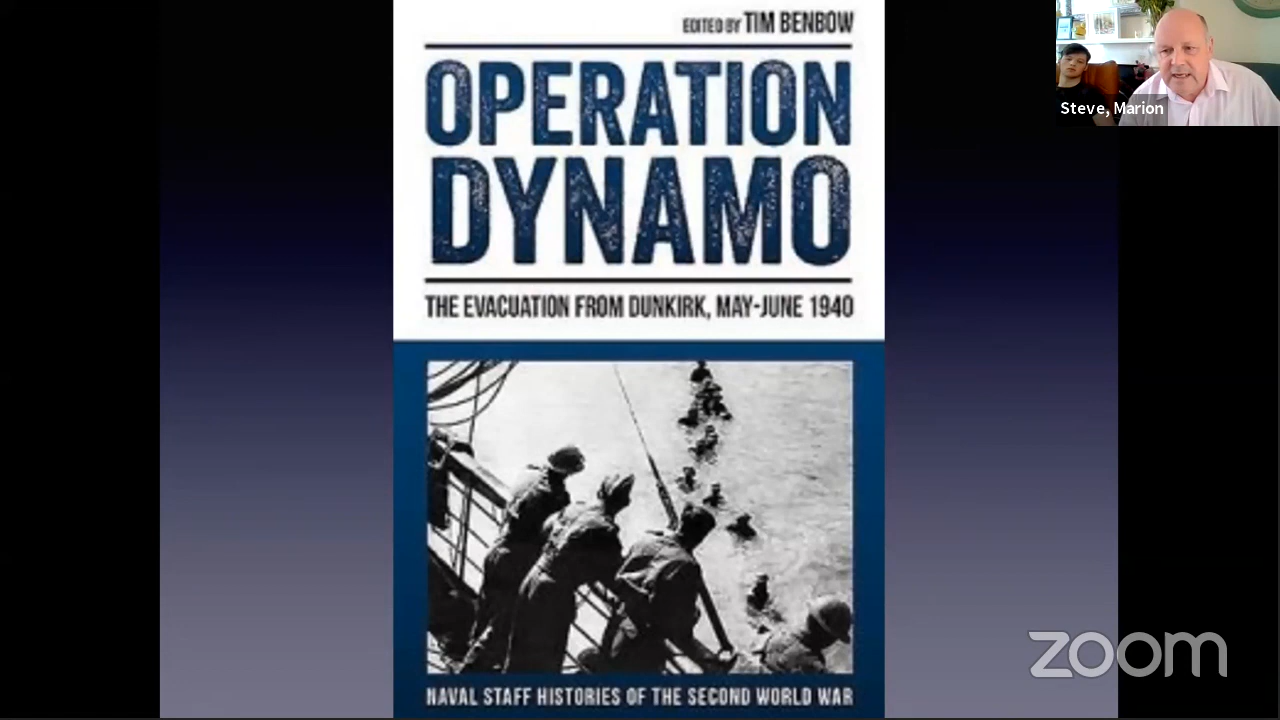 EDITED BY TIM BENBOW
OPERATION
DYNAMO
THE EVACUATION FROM DUNKIRK, MAY-JUNE 1940
NAVAL STAFF HISTORIES OF THE SECOND WORLD WAR
Steve, Marion
zoom